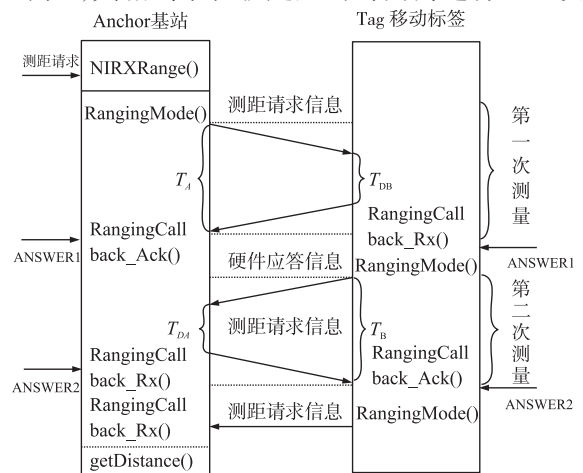 Anchor基站
Tag 移动标签
测距请求
NIRXRange()
RangingMode()
测距请求信息
第一次测量
T_A
T_DB
RangingCall
back_Rx()
RangingCall
back_Ack()
ANSWER1
ANSWER1
硬件应答信息
RangingMode()
T_DA
测距请求信息
T_B
第二次测量
RangingCall
back_Rx()
RangingCall
back_Ack()
ANSWER2
ANSWER2
RangingCall
back_Rx()
测距请求信息
RangingMode()
getDistance()